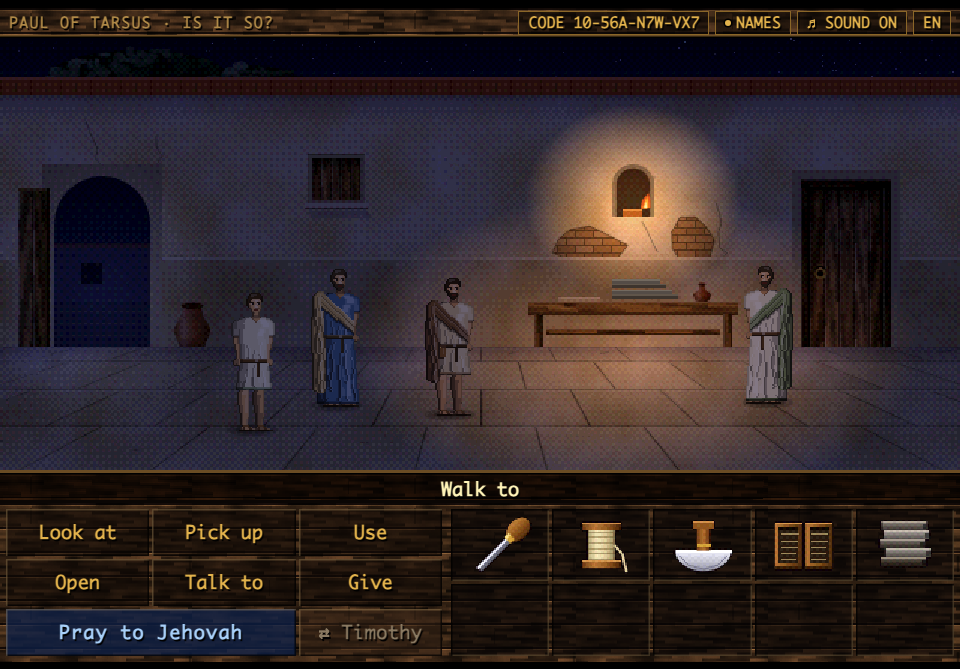 PAUL OF TARSUS · IS IT SO?
CODE 10-56A-N7W-VX7
• NAMES
♬ SOUND ON
EN
Walk to
Look at
Pick up
Use
Open
Talk to
Give
Pray to Jehovah
⇄ Timothy